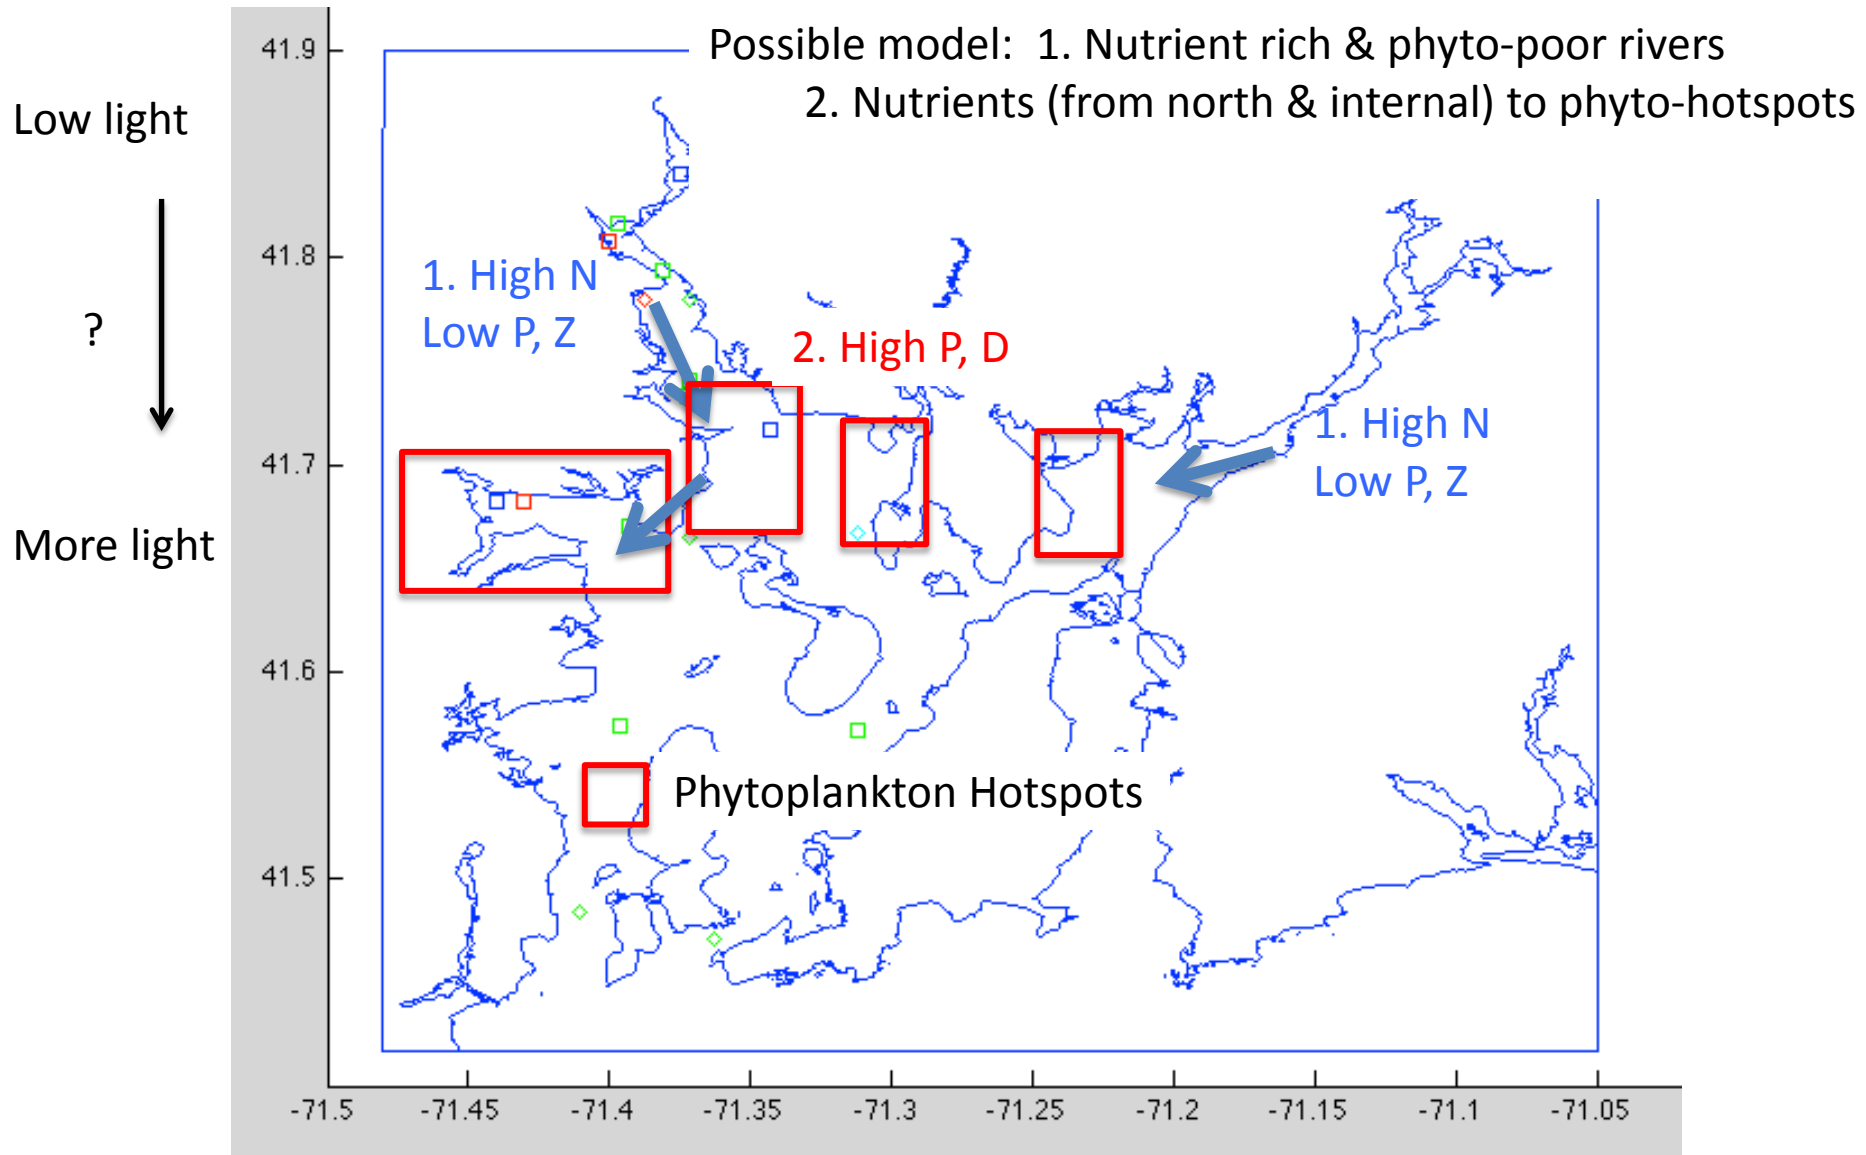 Possible model: 1. Nutrient rich & phyto-poor rivers
2. Nutrients (from north & internal) to phyto-hotspots
Low light
?
More light
1. High N
Low P, Z
2. High P, D
1. High N
Low P, Z
Phytoplankton Hotspots
41.9
41.8
41.7
41.6
41.5
-71.5 -71.45 -71.4 -71.35 -71.3 -71.25 -71.2 -71.15 -71.1 -71.05